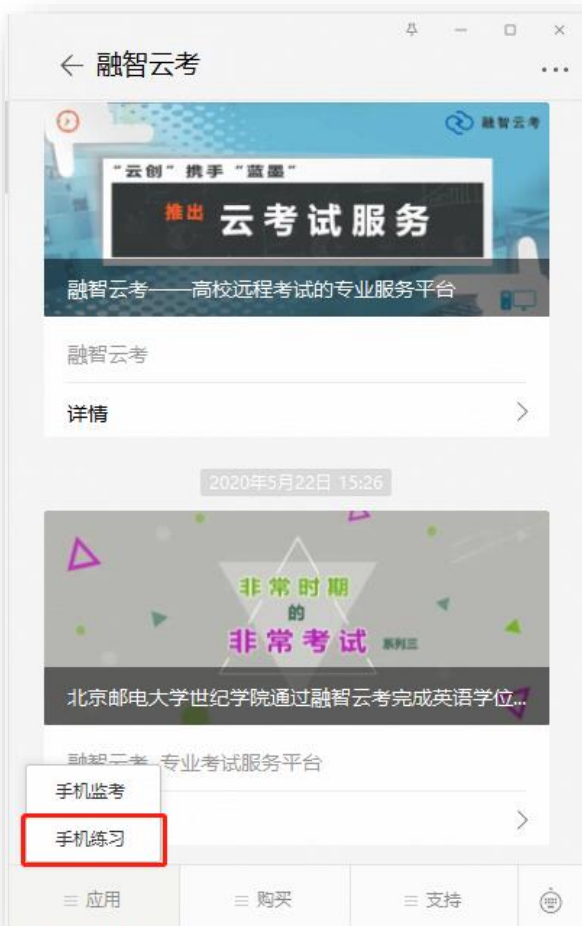 融智云考
融智云考
“云创”携手“蓝墨”
推出 云考试服务
融智云考——高校远程考试的专业服务平台
融智云考
详情
2020年5月22日 15:26
非常时期
的
非常考试 系列三
北京邮电大学世纪学院通过融智云考完成英语学位...
融智云考 专业考试服务平台
手机监考
手机练习
应用 购买 支持